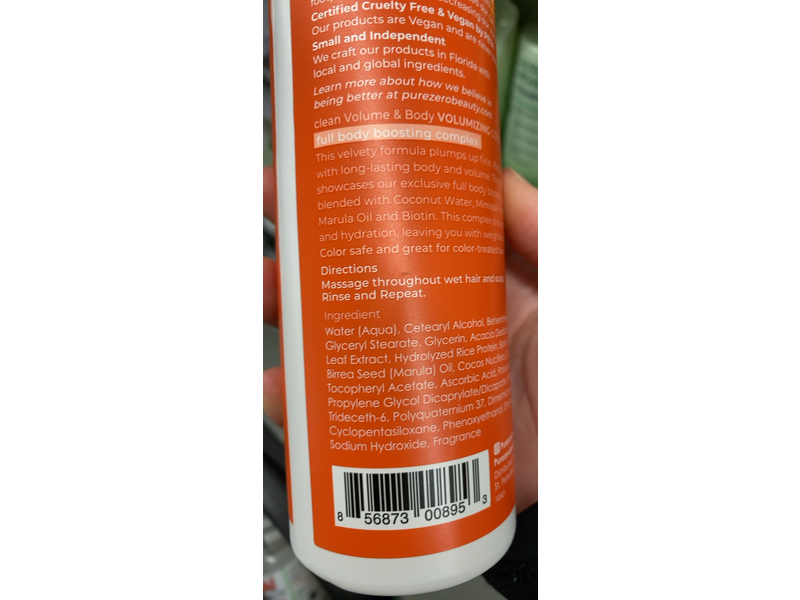 Certified Cruelty Free & Vegan by
Our products are Vegan and are
Small and Independent
We craft our products in Florida with
local and global ingredients.
Learn more about how we believe in
being better at purezerobeauty.com
clean Volume & Body VOLUMIZING
full body boosting complex
This velvety formula plumps up
with long-lasting body and volume.
showcases our exclusive full body
blended with Coconut Water,
Marula Oil and Biotin. This complex
and hydration, leaving you with
Color safe and great for color-treated
Directions
Massage throughout wet hair and
Rinse and Repeat.
Ingredient
Water (Aqua), Cetearyl Alcohol,
Glyceryl Stearate, Glycerin, Acacia
Leaf Extract, Hydrolyzed Rice Protein,
Birrea Seed (Marula) Oil, Cocos
Tocopheryl Acetate, Ascorbic Acid,
Propylene Glycol Dicaprylate/
Trideceth-6, Polyquaternium 37,
Cyclopentasiloxane, Phenoxyethanol,
Sodium Hydroxide, Fragrance
8 56873 00895 3